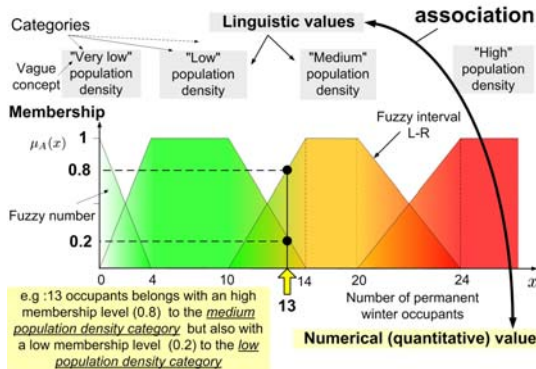 Categories
Linguistic values
association
Vague
concept
"Very low"
population
density
"Low"
population
density
"Medium"
population
density
"High"
population
density
Membership
μA(x)
1
0.8
0.2
Fuzzy number
Fuzzy interval
L-R
0
4
10
14
20
24
x
13
Number of permanent
winter occupants
e.g :13 occupants belongs with an high
membership level (0.8) to the medium
population density category but also with
a low membership level (0.2) to the low
population density category
Numerical (quantitative) value